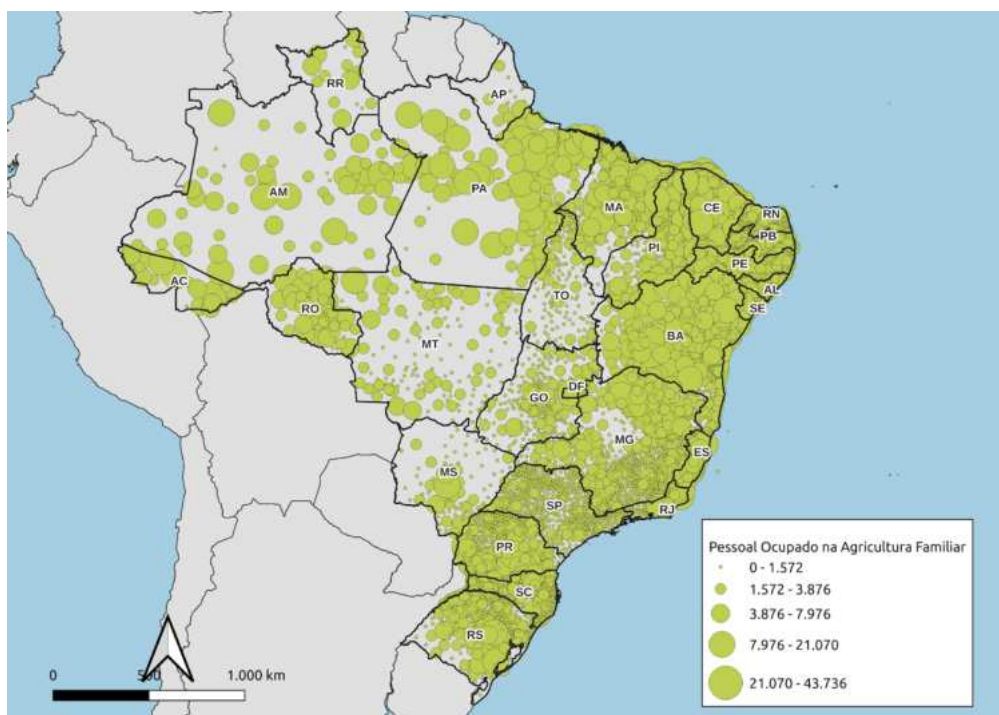 RR
AP
AM
PA
MA
CE
RN
PB
PI
PE
AC
AL
TO
SE
RO
BA
MT
DF
GO
MG
ES
MS
SP
RJ
PR
SC
RS
Pessoal Ocupado na Agricultura Familiar
0 - 1.572
1.572 - 3.876
3.876 - 7.976
7.976 - 21.070
21.070 - 43.736
0 500 1.000 km